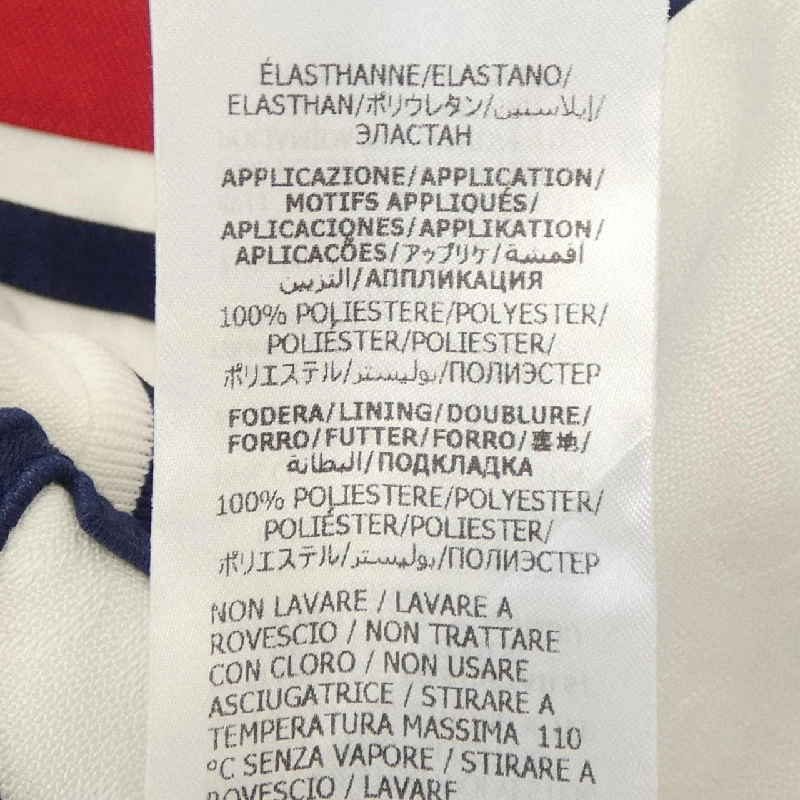 ÉLASTHANNE/ELASTANO/
ELASTHAN/ポリウレタン/إيلاستين/
ЭЛАСТАН
APPLICAZIONE/APPLICATION/
MOTIFS APPLIQUÉS/
APLICACIONES/APPLIKATION/
APLICACÕES/アップリケ/اقمشة
التزيين/АППЛИКАЦИЯ
100% POLIESTERE/POLYESTER/
POLIÉSTER/POLIESTER/
ポリエステル/بوليستر/ПОЛИЭСТЕР
FODERA/LINING/DOUBLURE/
FORRO/FUTTER/FORRO/裏地/
البطانة/ПОДКЛАДКА
100% POLIESTERE/POLYESTER/
POLIÉSTER/POLIESTER/
ポリエステル/بوليستر/ПОЛИЭСТЕР
NON LAVARE / LAVARE A
ROVESCIO / NON TRATTARE
CON CLORO / NON USARE
ASCIUGATRICE / STIRARE A
TEMPERATURA MASSIMA 110
°C SENZA VAPORE / STIRARE A
ROVESCIO / LAVARE